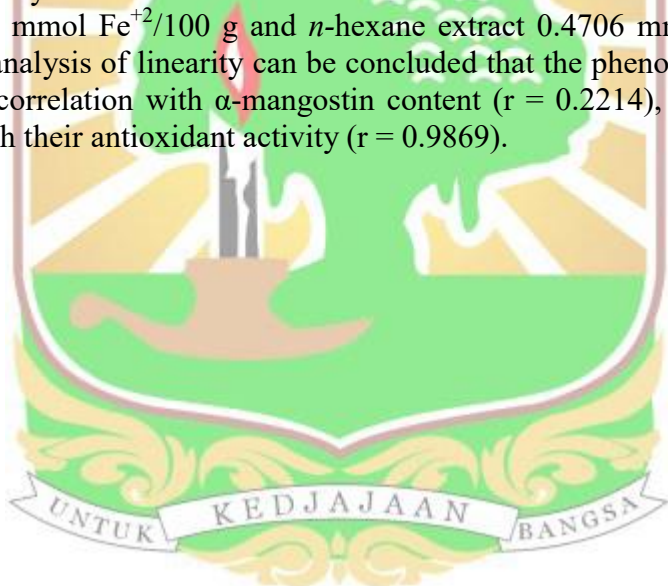 mmol Fe+2/100 g and n-hexane extract 0.4706 mm
analysis of linearity can be concluded that the pheno
correlation with α-mangostin content (r = 0.2214),
h their antioxidant activity (r = 0.9869).
UNTUK KEDJAJAAN BANGSA